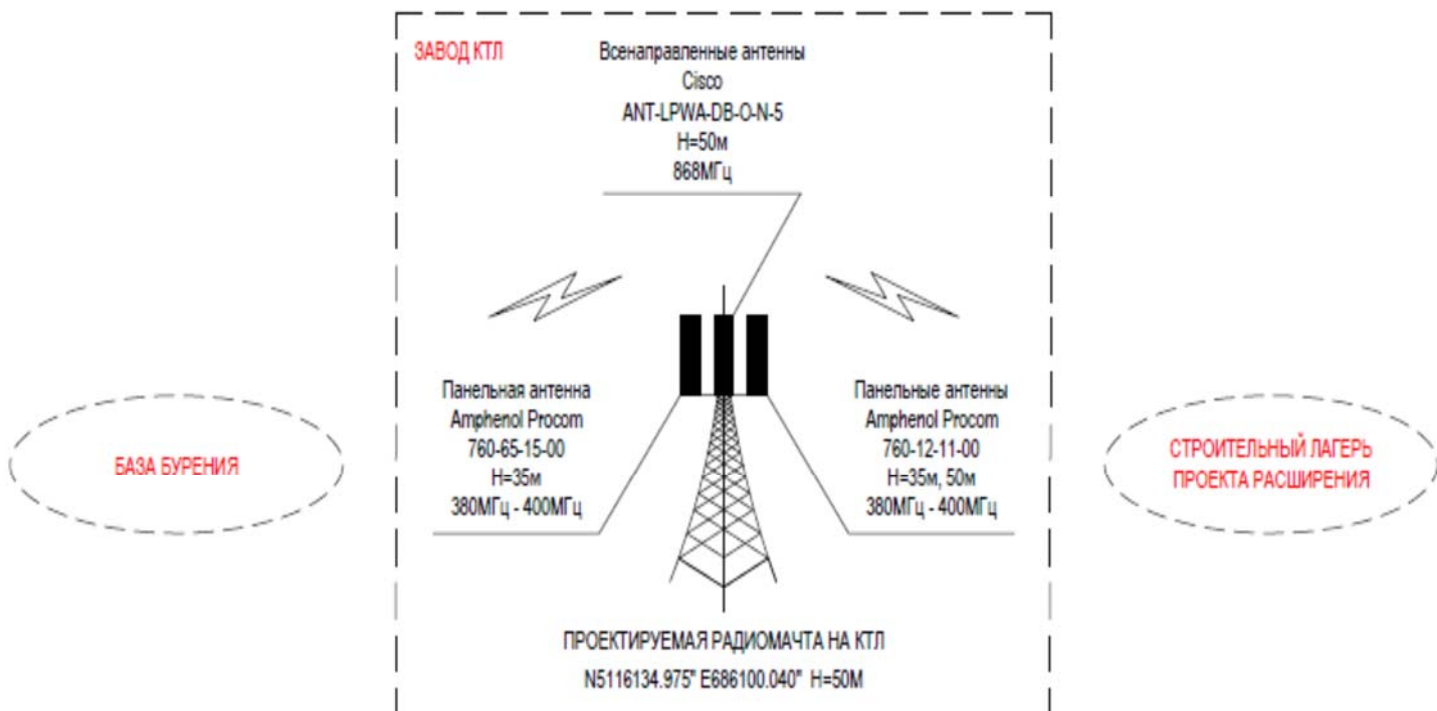 ЗАВОД КТЛ
Всенаправленные антенны
Cisco
ANT-LPWA-DB-O-N-5
H=50м
868МГц
Панельная антенна
Amphenol Procom
760-65-15-00
H=35м
380МГц - 400МГц
Панельные антенны
Amphenol Procom
760-12-11-00
H=35м, 50м
380МГц - 400МГц
БАЗА БУРЕНИЯ
СТРОИТЕЛЬНЫЙ ЛАГЕРЬ
ПРОЕКТА РАСШИРЕНИЯ
ПРОЕКТИРУЕМАЯ РАДИОМАЧТА НА КТЛ
N5116134.975" E686100.040" H=50М